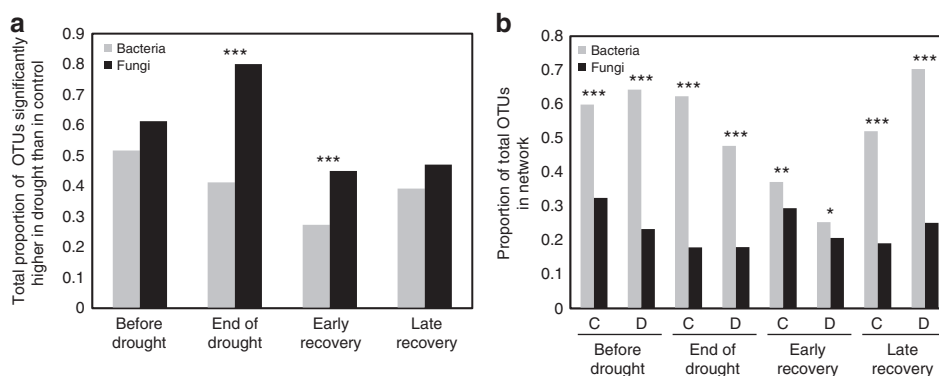 a
Total proportion of OTUs significantly
higher in drought than in control
0.9
0.8
0.7
0.6
0.5
0.4
0.3
0.2
0.1
0
Bacteria
Fungi
***
***
Before
drought
End of
drought
Early
recovery
Late
recovery
b
Proportion of total OTUs
in network
0.8
0.7
0.6
0.5
0.4
0.3
0.2
0.1
0
Bacteria
Fungi
***
***
***
***
**
*
***
***
C D C D C D C D
Before
drought
End of
drought
Early
recovery
Late
recovery